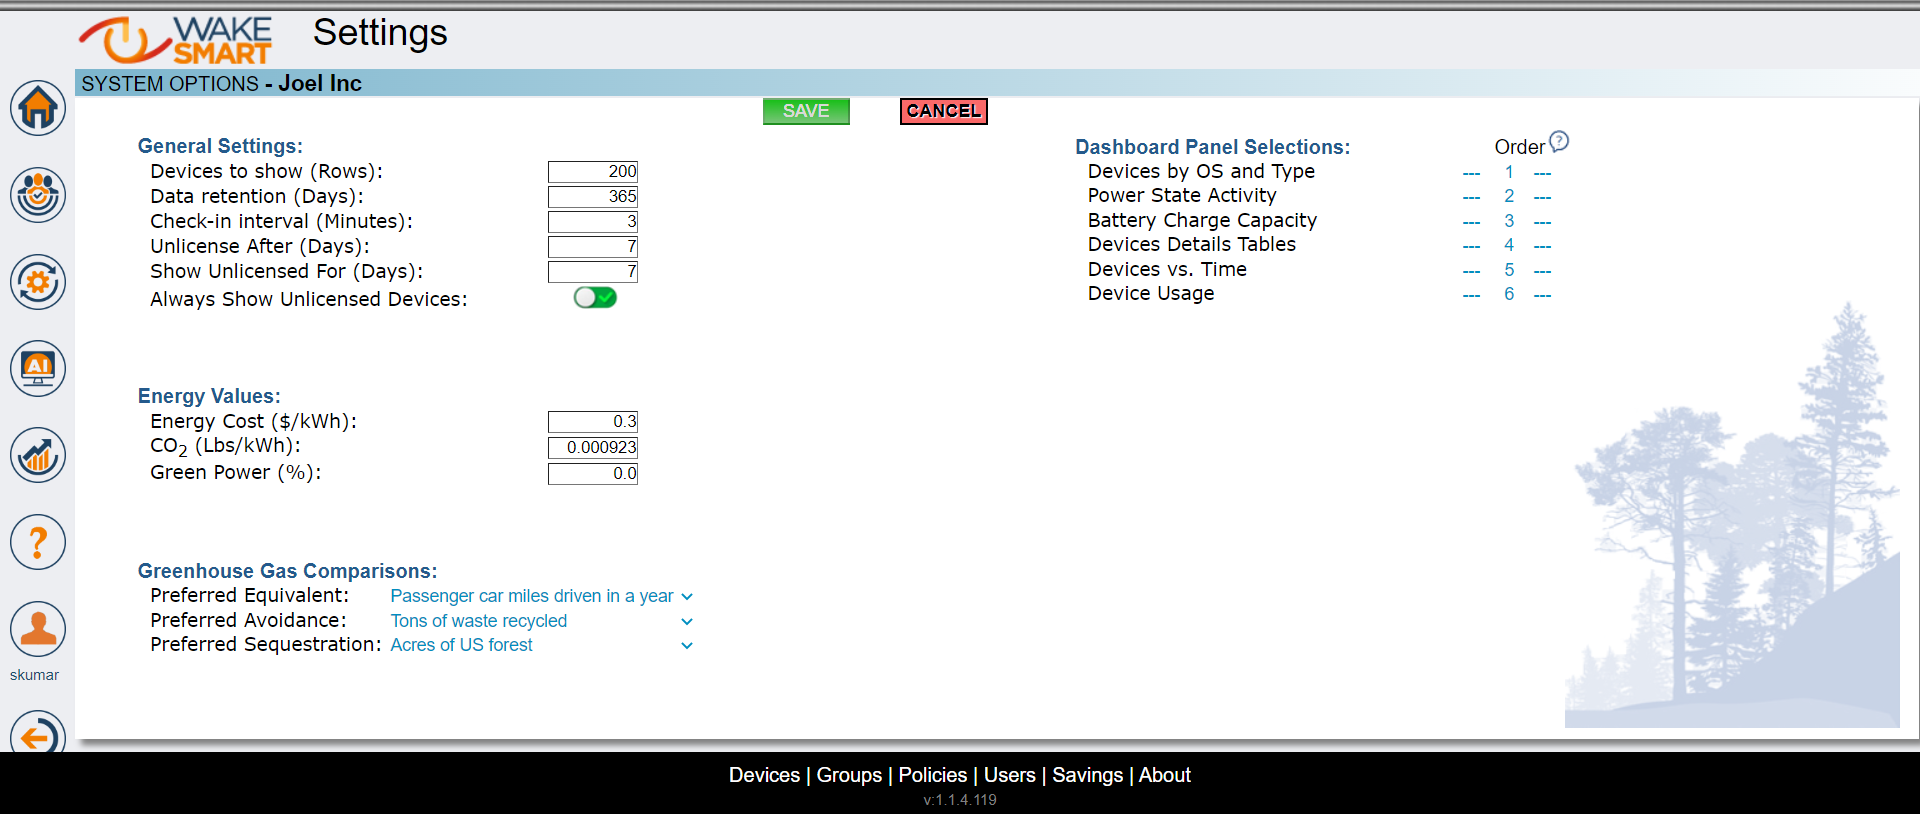 WAKE
SMART
Settings
SYSTEM OPTIONS - Joel Inc
SAVE
CANCEL
General Settings:
Devices to show (Rows): 200
Data retention (Days): 365
Check-in interval (Minutes): 3
Unlicense After (Days): 7
Show Unlicensed For (Days): 7
Always Show Unlicensed Devices:
Energy Values:
Energy Cost ($/kWh): 0.3
CO2 (Lbs/kWh): 0.000923
Green Power (%): 0.0
Greenhouse Gas Comparisons:
Preferred Equivalent: Passenger car miles driven in a year
Preferred Avoidance: Tons of waste recycled
Preferred Sequestration: Acres of US forest
Dashboard Panel Selections: Order ?
Devices by OS and Type --- 1 ---
Power State Activity --- 2 ---
Battery Charge Capacity --- 3 ---
Devices Details Tables --- 4 ---
Devices vs. Time --- 5 ---
Device Usage --- 6 ---
AI
?
skumar
Devices | Groups | Policies | Users | Savings | About
v:1.1.4.119